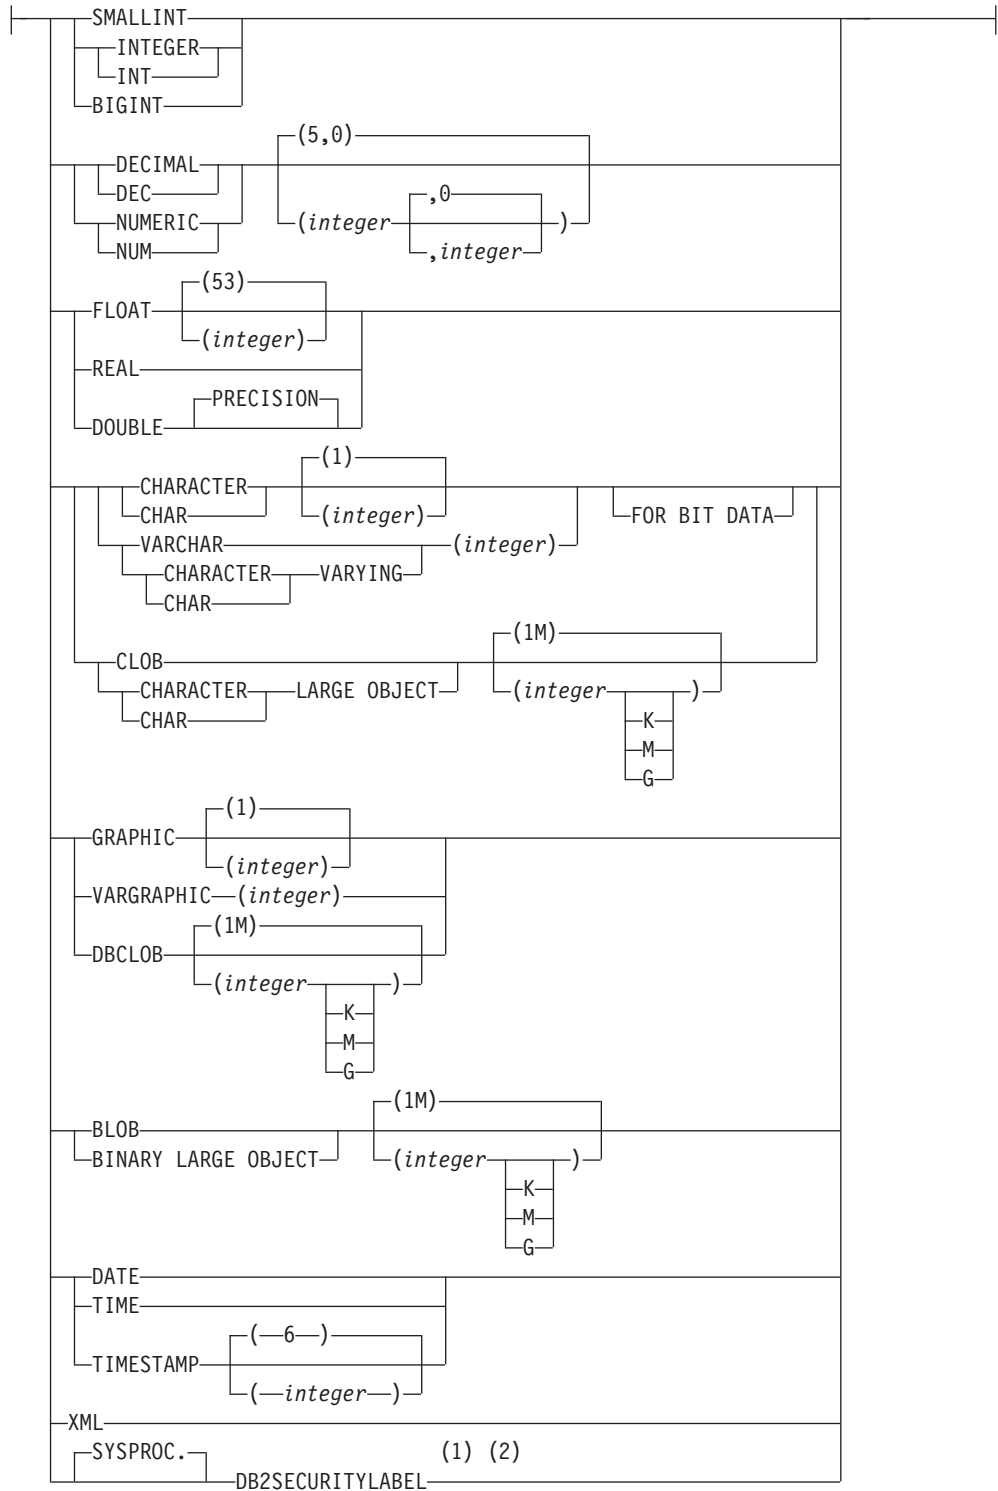 SMALLINT
INTEGER
INT
BIGINT
(5,0)
DECIMAL
DEC ,0
NUMERIC (integer )
NUM ,integer
(53)
FLOAT
(integer)
REAL
PRECISION
DOUBLE
(1)
CHARACTER
CHAR (integer) FOR BIT DATA
VARCHAR (integer)
CHARACTER VARYING
CHAR
(1M)
CLOB
CHARACTER LARGE OBJECT (integer )
CHAR K
M
G
(1)
GRAPHIC
(integer)
VARGRAPHIC (integer)
(1M)
DBCLOB
(integer )
K
M
G
(1M)
BLOB
BINARY LARGE OBJECT (integer )
K
M
G
DATE
TIME
( 6 )
TIMESTAMP
( integer )
XML
SYSPROC. (1) (2)
DB2SECURITYLABEL